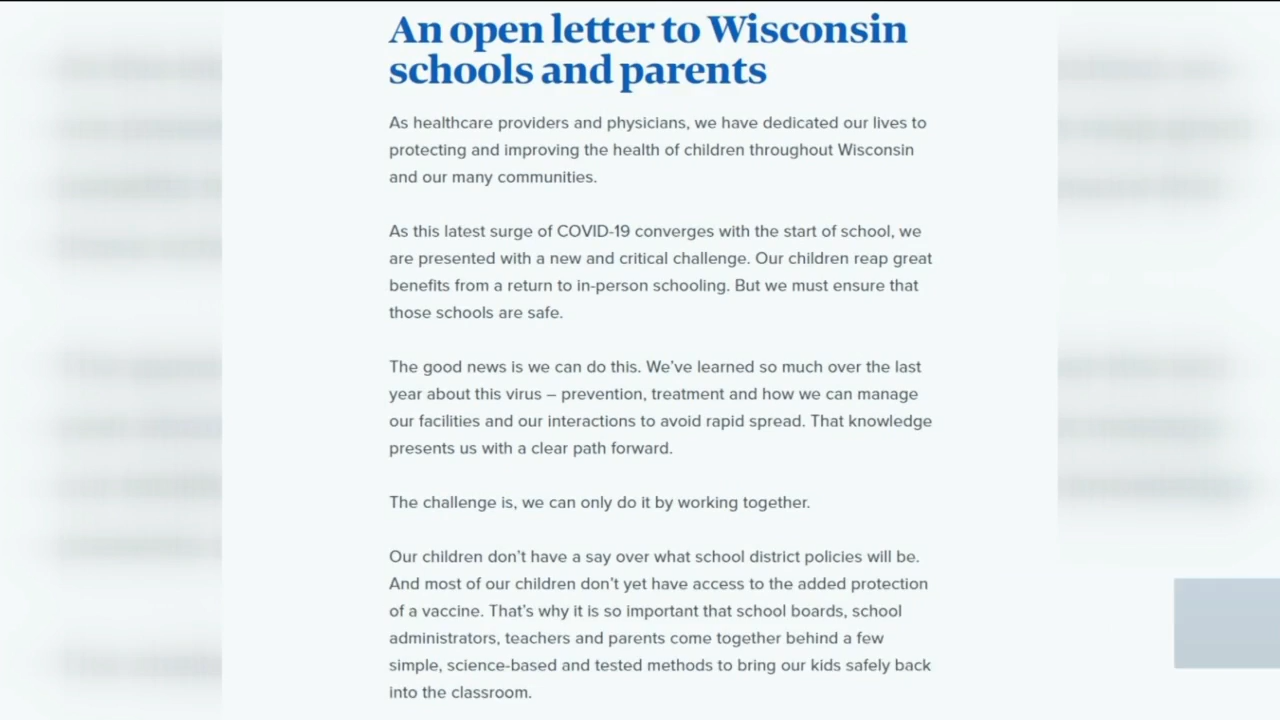 An open letter to Wisconsin
schools and parents
As healthcare providers and physicians, we have dedicated our lives to
protecting and improving the health of children throughout Wisconsin
and our many communities.
As this latest surge of COVID-19 converges with the start of school, we
are presented with a new and critical challenge. Our children reap great
benefits from a return to in-person schooling. But we must ensure that
those schools are safe.
The good news is we can do this. We've learned so much over the last
year about this virus – prevention, treatment and how we can manage
our facilities and our interactions to avoid rapid spread. That knowledge
presents us with a clear path forward.
The challenge is, we can only do it by working together.
Our children don't have a say over what school district policies will be.
And most of our children don't yet have access to the added protection
of a vaccine. That's why it is so important that school boards, school
administrators, teachers and parents come together behind a few
simple, science-based and tested methods to bring our kids safely back
into the classroom.